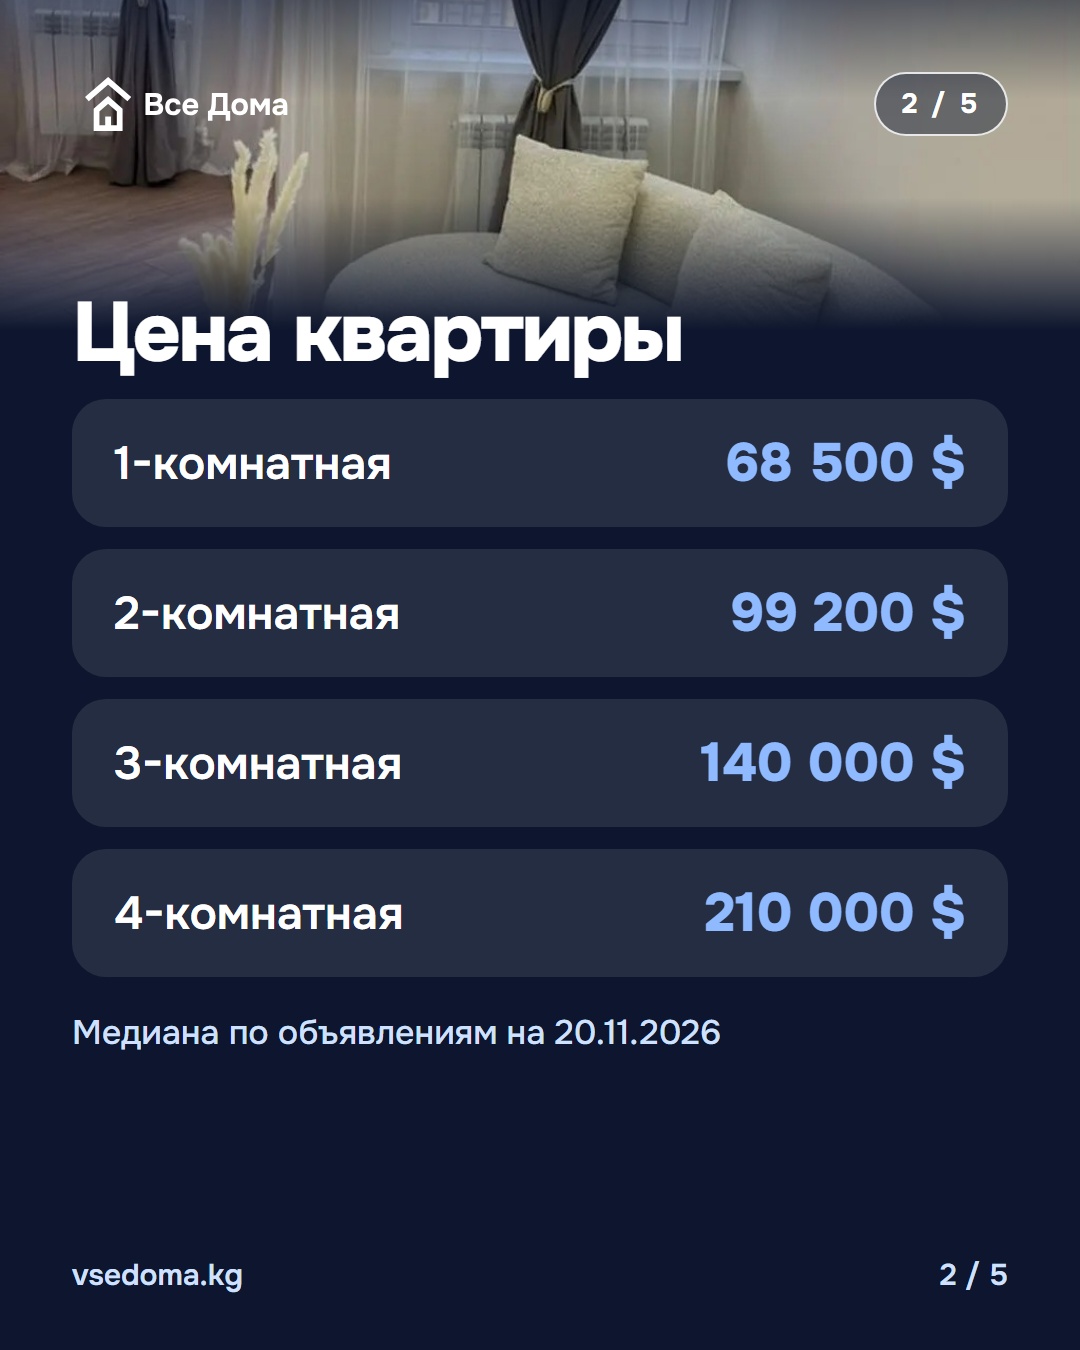 Все Дома
2 / 5
Цена квартиры
1-комнатная 68 500 $
2-комнатная 99 200 $
3-комнатная 140 000 $
4-комнатная 210 000 $
Медиана по объявлениям на 20.11.2026
vsedoma.kg 2 / 5